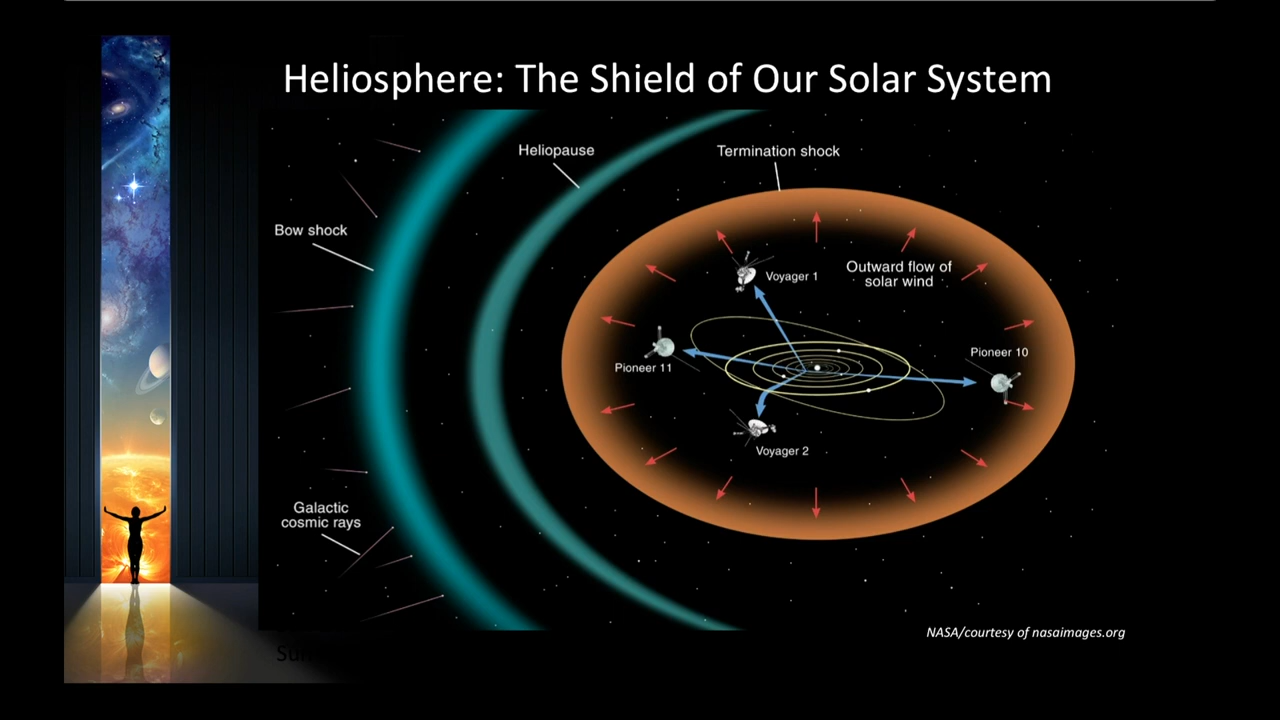 Heliosphere: The Shield of Our Solar System
Heliopause
Termination shock
Bow shock
Voyager 1
Outward flow of
solar wind
Pioneer 11
Pioneer 10
Voyager 2
Galactic
cosmic rays
NASA/courtesy of nasaimages.org